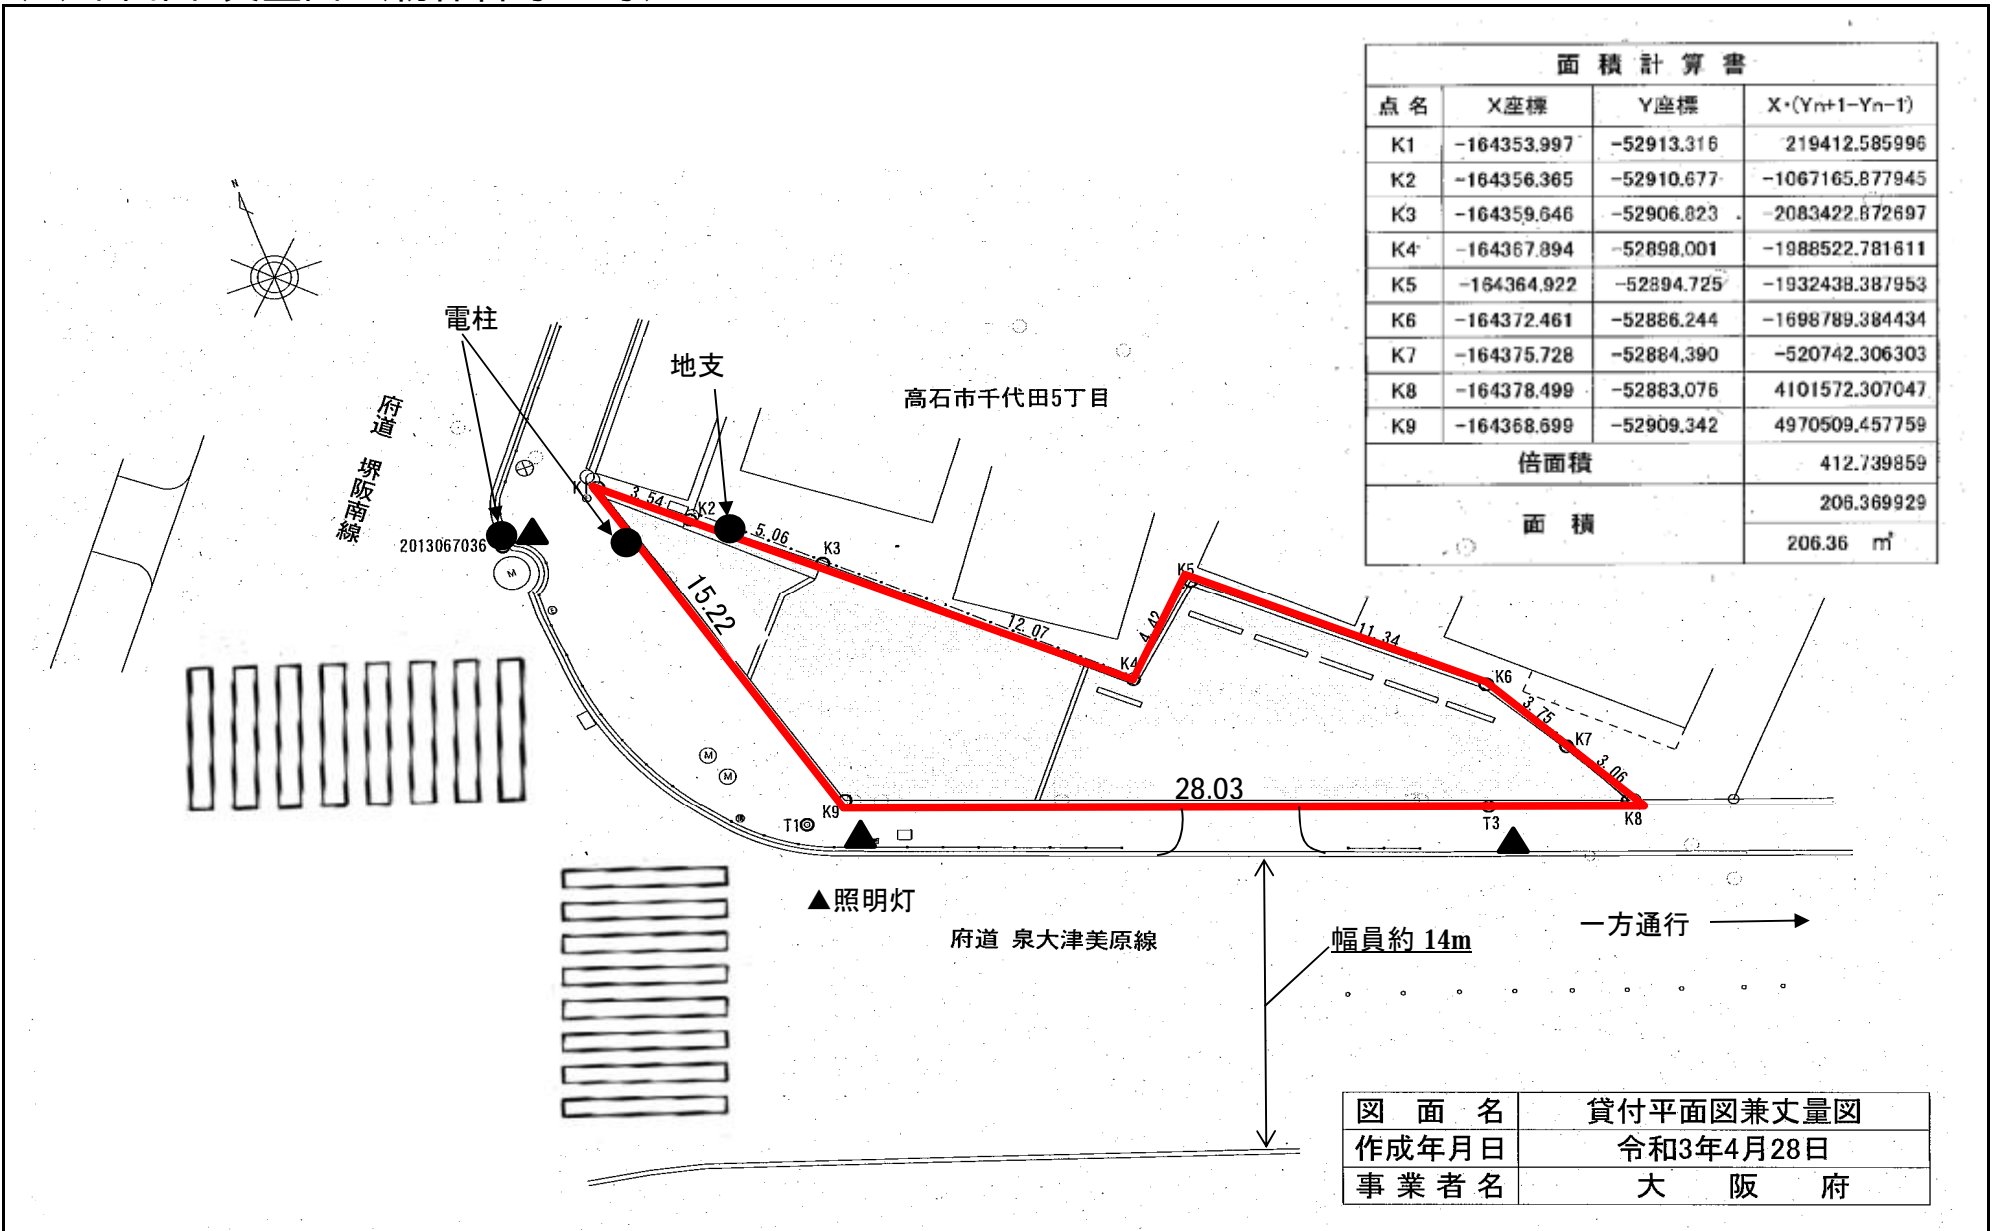 面積計算書
点名 X座標 Y座標 X・(Yn+1-Yn-1)
K1 -164353.997 -52913.316 219412.585996
K2 -164356.365 -52910.677 -1067165.877945
K3 -164359.646 -52906.823 -2083422.872697
K4 -164367.894 -52898.001 -1988522.781611
K5 -164364.922 -52894.725 -1932438.387953
K6 -164372.461 -52886.244 -1698789.384434
K7 -164375.728 -52884.390 -520742.306303
K8 -164378.499 -52883.076 4101572.307047
K9 -164368.699 -52909.342 4970509.457759
倍面積 412.739859
面積 206.369929
206.36 ㎡
N
電柱
地支
高石市千代田5丁目
府道 堺阪南線
K1
3.54
K2
5.06
K3
2013067036
M
15.22
12.07
K4
4.42
K5
11.34
K6
3.75
K7
3.06
K8
28.03
K9
T1
T3
M
M
▲照明灯
府道 泉大津美原線
幅員約 14m
一方通行
図面名 貸付平面図兼丈量図
作成年月日 令和3年4月28日
事業者名 大阪府